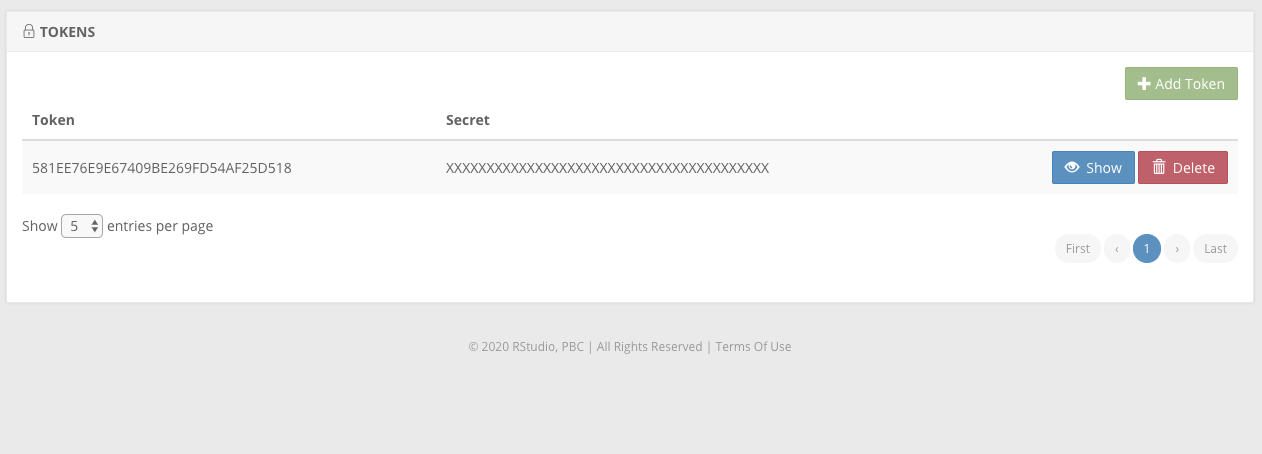 TOKENS
Add Token
Token Secret
581EE76E9E67409BE269FD54AF25D518 XXXXXXXXXXXXXXXXXXXXXXXXXXXXXXXXXXXXXXXX Show Delete
Show 5 entries per page
First ‹ 1 › Last
© 2020 RStudio, PBC | All Rights Reserved | Terms Of Use